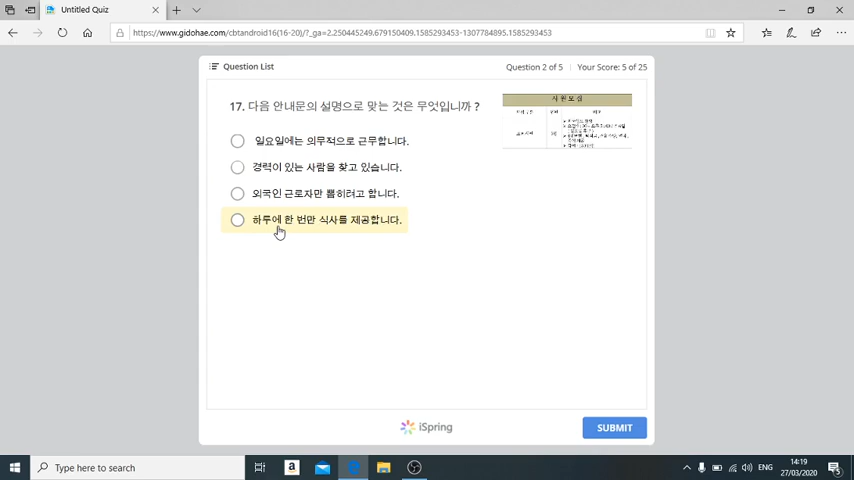 Untitled Quiz
https://www.gidohae.com/cbtandroid16(16-20)/?_ga=2.250445249.679150409.1585293453-1307784895.1585293453
Question List
Question 2 of 5
Your Score: 5 of 25
17. 다음 안내문의 설명으로 맞는 것은 무엇입니까 ?
사 원 모 집
일요일에는 의무적으로 근무합니다.
경력이 있는 사람을 찾고 있습니다.
외국인 근로자만 뽑히려고 합니다.
하루에 한 번만 식사를 제공합니다.
iSpring
SUBMIT
Type here to search
a
ENG
14:19
27/03/2020
5